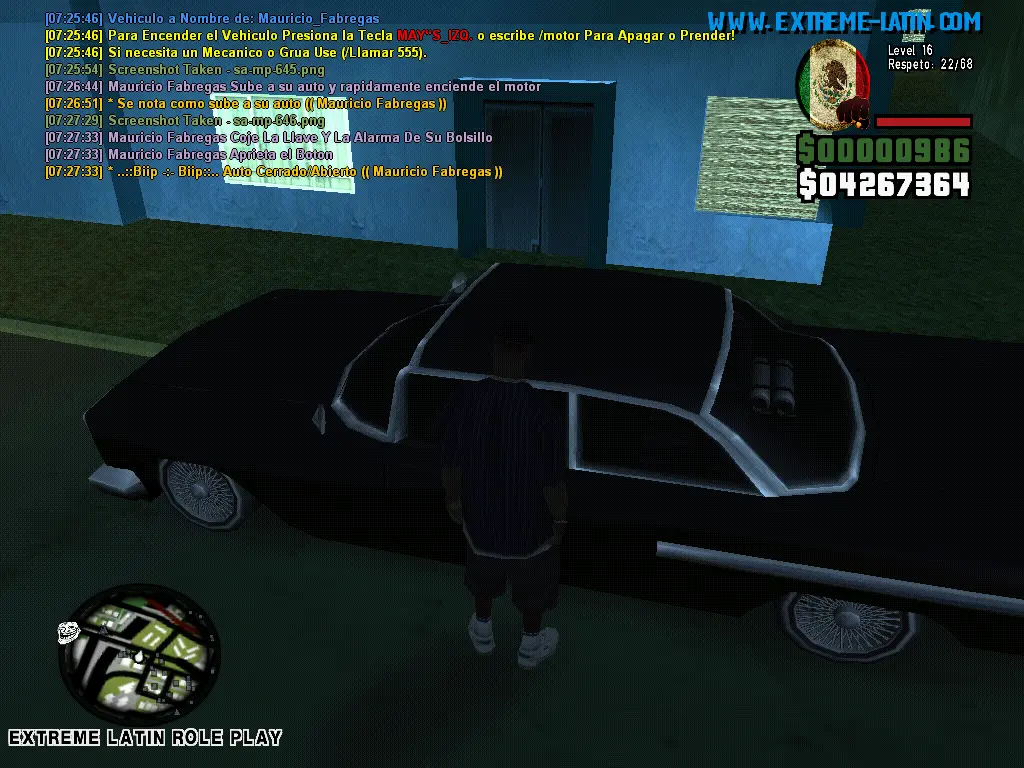 [07:25:46] Vehiculo a Nombre de: Mauricio_Fabregas
[07:25:46] Para Encender el Vehiculo Presiona la Tecla MAY~S_IZQ. o escribe /motor Para Apagar o Prender!
[07:25:46] Si necesita un Mecanico o Grua Use (/Llamar 555).
[07:25:54] Screenshot Taken - sa-mp-645.png
[07:26:44] Mauricio Fabregas Sube a su auto y rapidamente enciende el motor
[07:26:51] * Se nota como sube a su auto (( Mauricio Fabregas ))
[07:27:29] Screenshot Taken - sa-mp-646.png
[07:27:33] Mauricio Fabregas Coje La Llave Y La Alarma De Su Bolsillo
[07:27:33] Mauricio Fabregas Aprieta el Boton
[07:27:33] * ..::Biip -:- Biip::.. Auto Cerrado/Abierto (( Mauricio Fabregas ))
WWW.EXTREME-LATIN.COM
Level 16
Respeto: 22/68
$00000986
$04267364
EXTREME LATIN ROLE PLAY